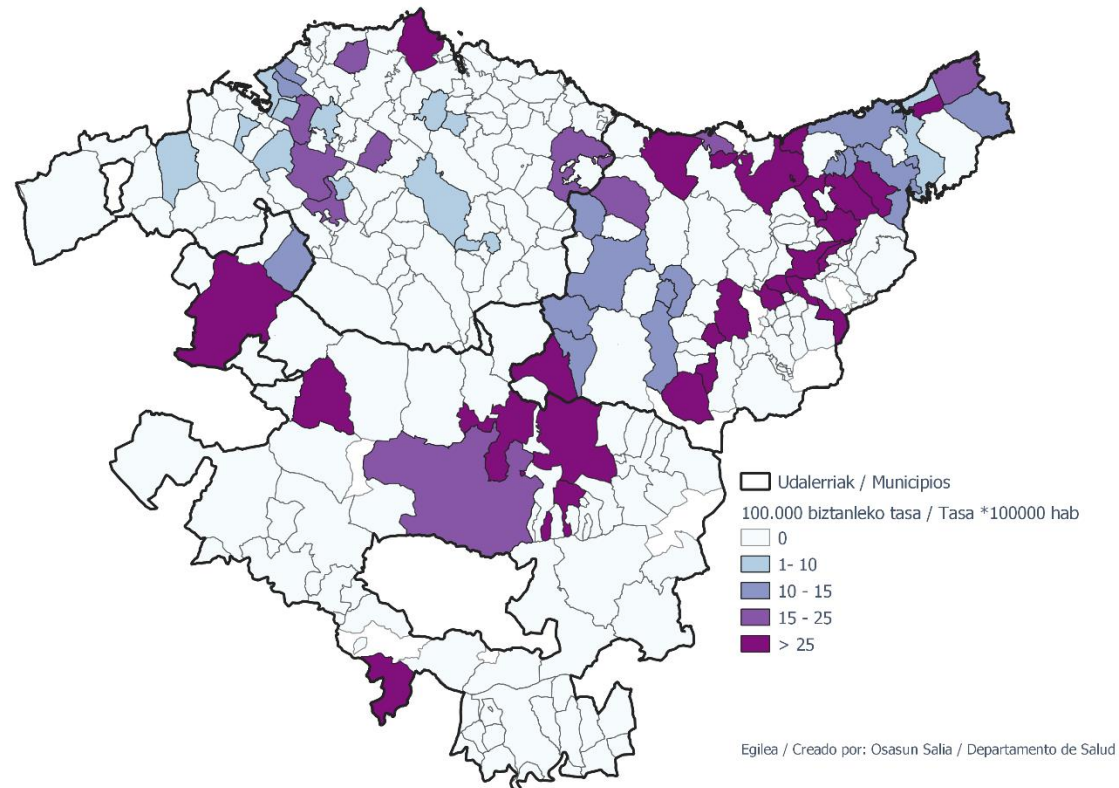 Udalerriak / Municipios
100.000 biztanleko tasa / Tasa *100000 hab
0
1- 10
10 - 15
15 - 25
> 25
Egilea / Creado por: Osasun Salia / Departamento de Salud